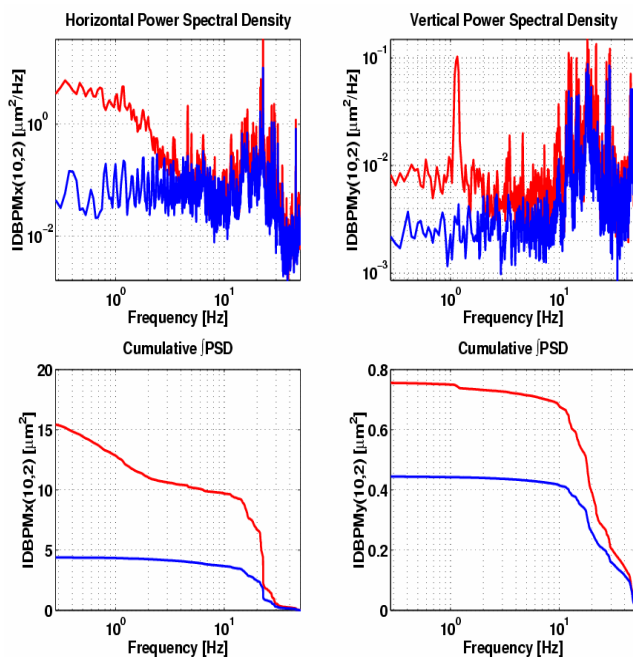 Horizontal Power Spectral Density
IDBPMx(10,2) [μm²/Hz]
10⁰
10⁻²
10⁰
10¹
Frequency [Hz]
Vertical Power Spectral Density
IDBPMy(10,2) [μm²/Hz]
10⁻¹
10⁻²
10⁻³
10⁰
10¹
Frequency [Hz]
Cumulative ∫PSD
IDBPMx(10,2) [μm²]
20
15
10
5
0
10⁰
10¹
Frequency [Hz]
Cumulative ∫PSD
IDBPMy(10,2) [μm²]
0.8
0.6
0.4
0.2
0
10⁰
10¹
Frequency [Hz]